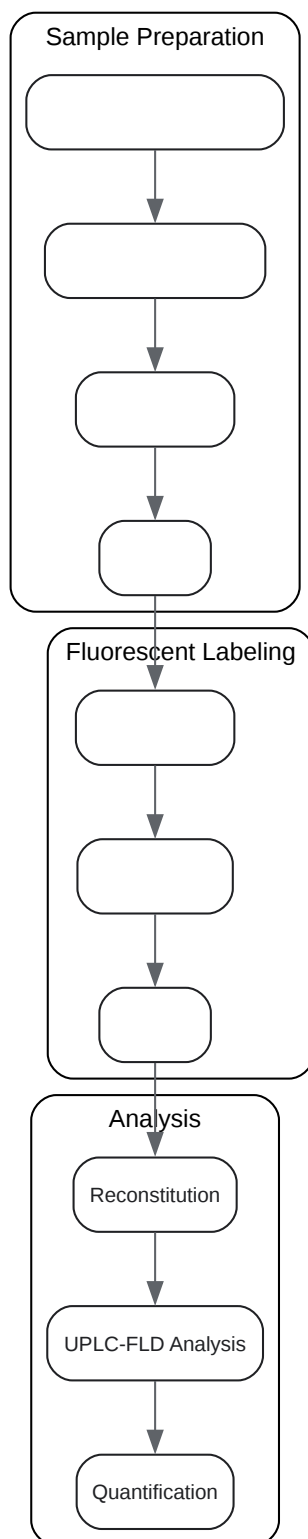 Sample Preparation
Fluorescent Labeling
Analysis
Reconstitution
UPLC-FLD Analysis
Quantification